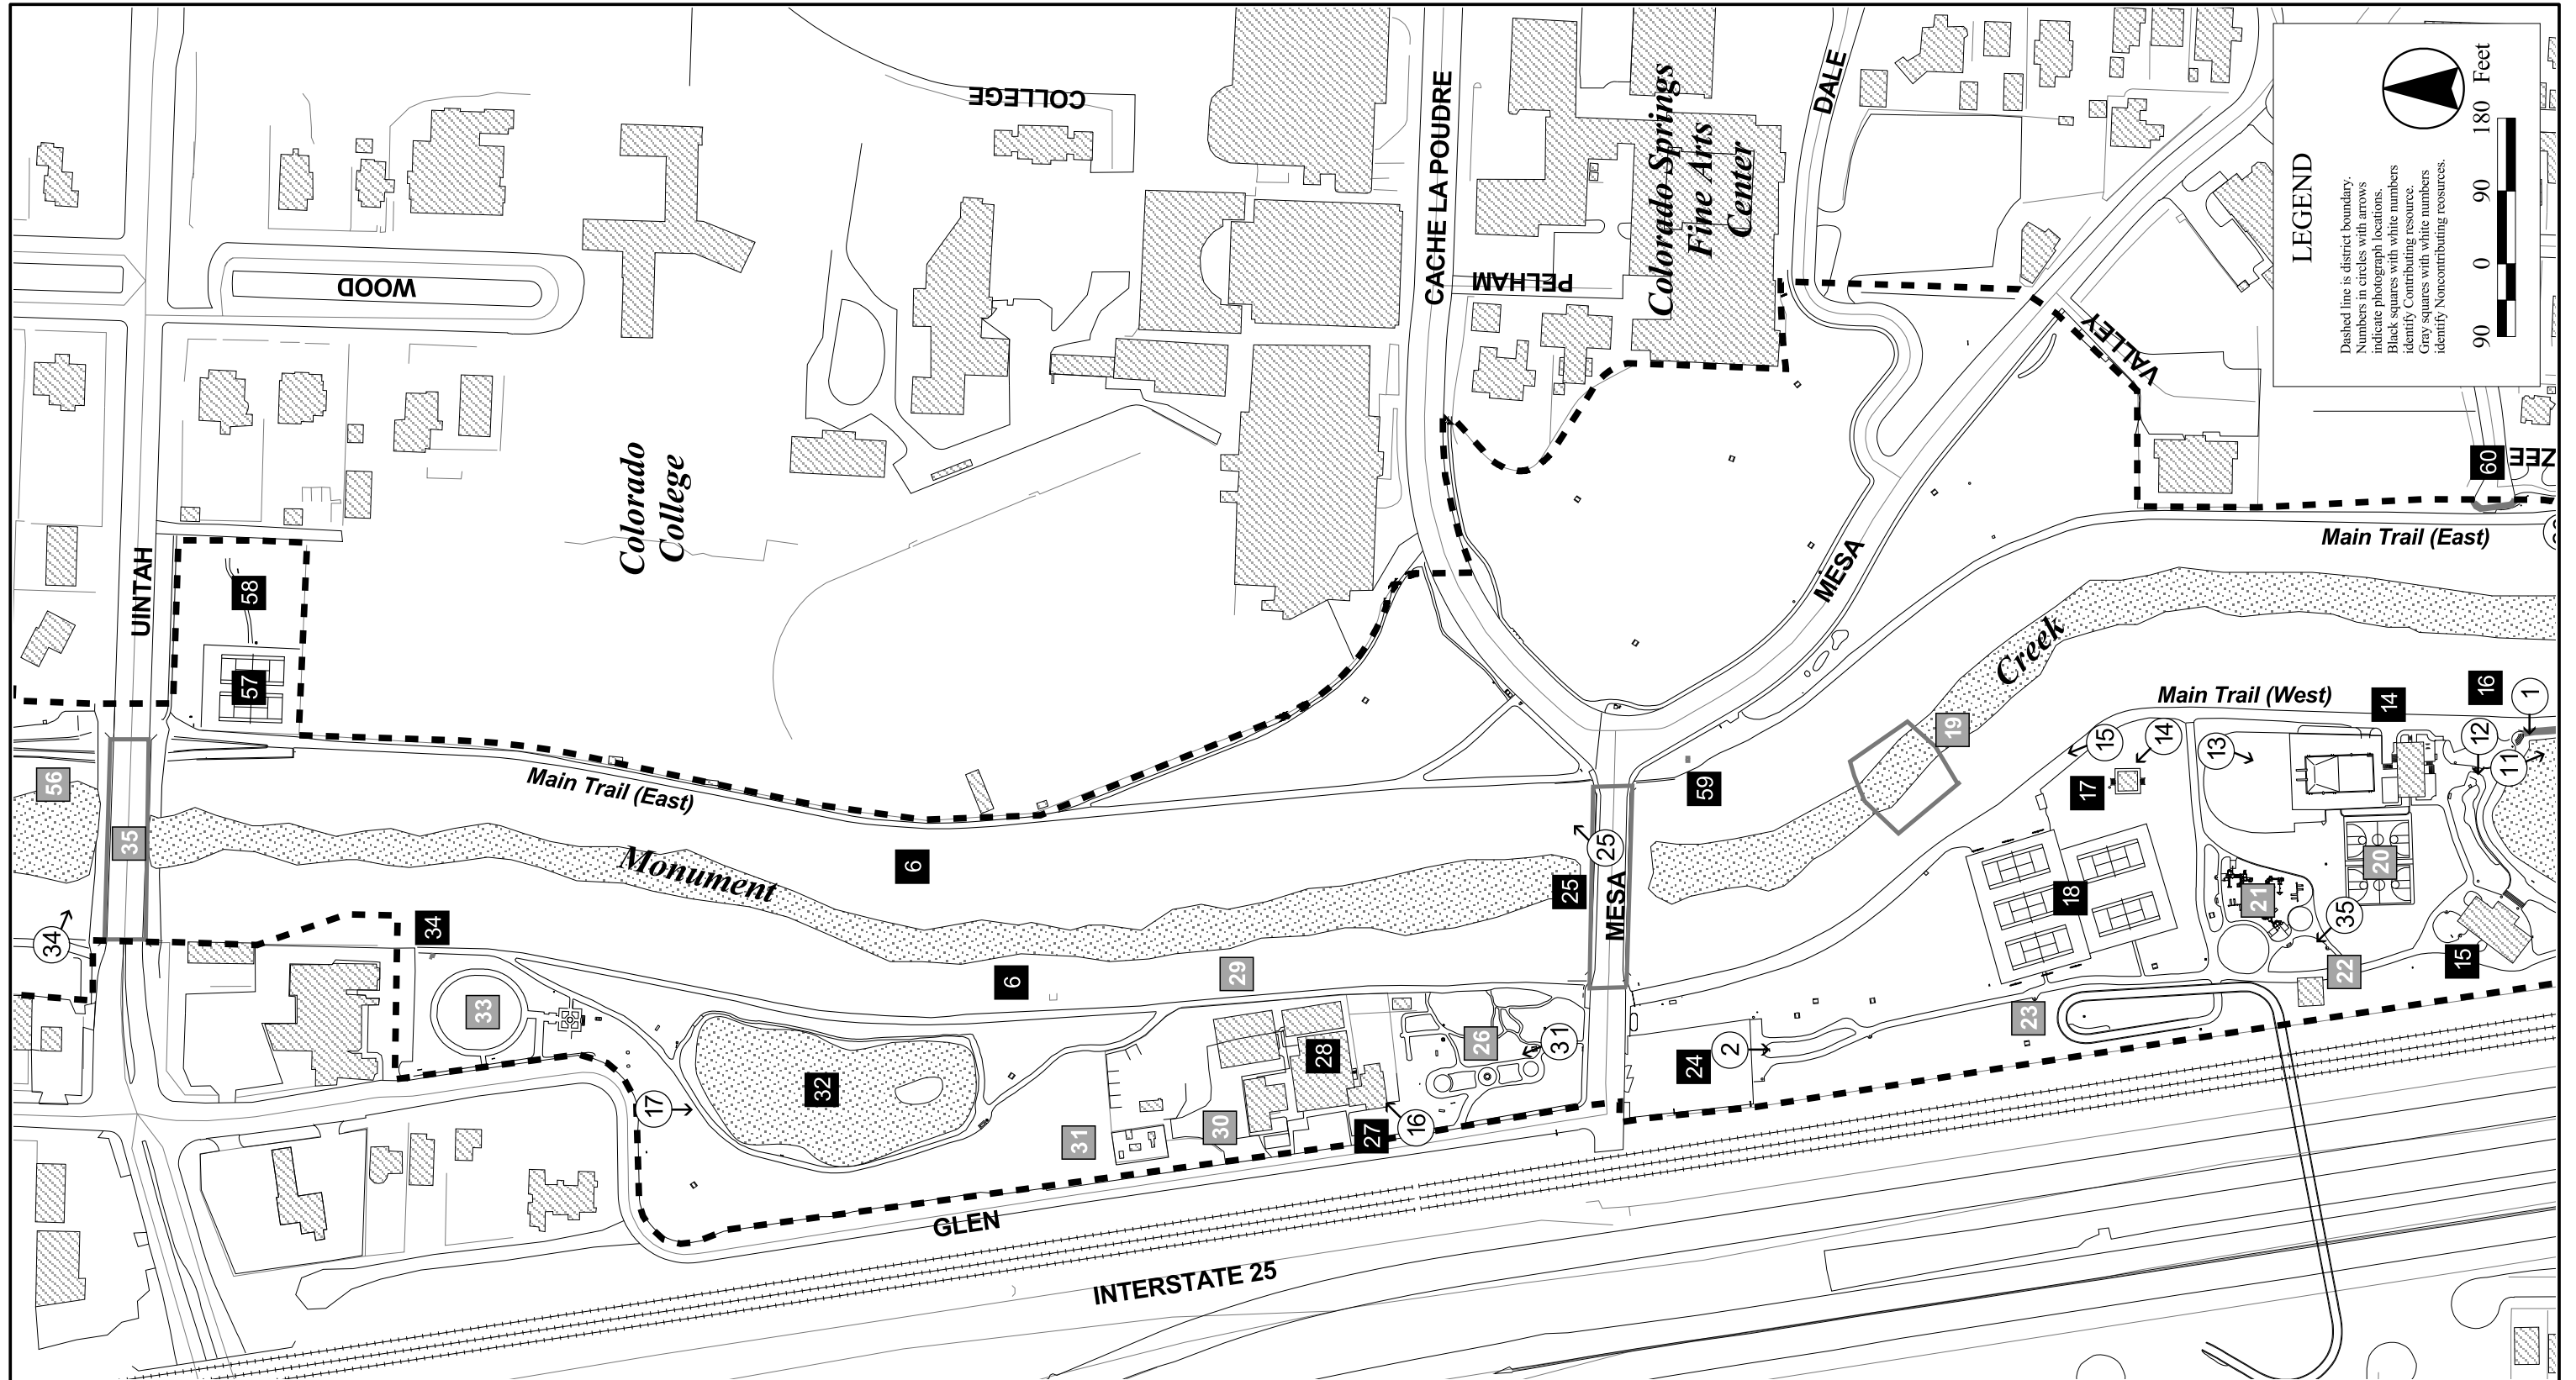 UINTAH
WOOD
COLLEGE
CACHE LA POUDRE
PELHAM
DALE
Colorado Springs
Fine Arts
Center
Colorado
College
MESA
VALLEY
LEGEND
Dashed line is district boundary.
Numbers in circles with arrows
indicate photograph locations.
Black squares with white numbers
identify Contributing resource.
Gray squares with white numbers
identify Noncontributing reosurces.
90 0 90 180 Feet
58
57
56
35
34
Main Trail (East)
Monument
6
34
33
17
32
6
29
31
30
28
27
16
26
31
25
25
MESA
59
24
2
19
Creek
Main Trail (East)
60
ZEE
Main Trail (West)
14
16
1
15
14
13
12
11
17
18
20
21
35
22
15
23
GLEN
INTERSTATE 25